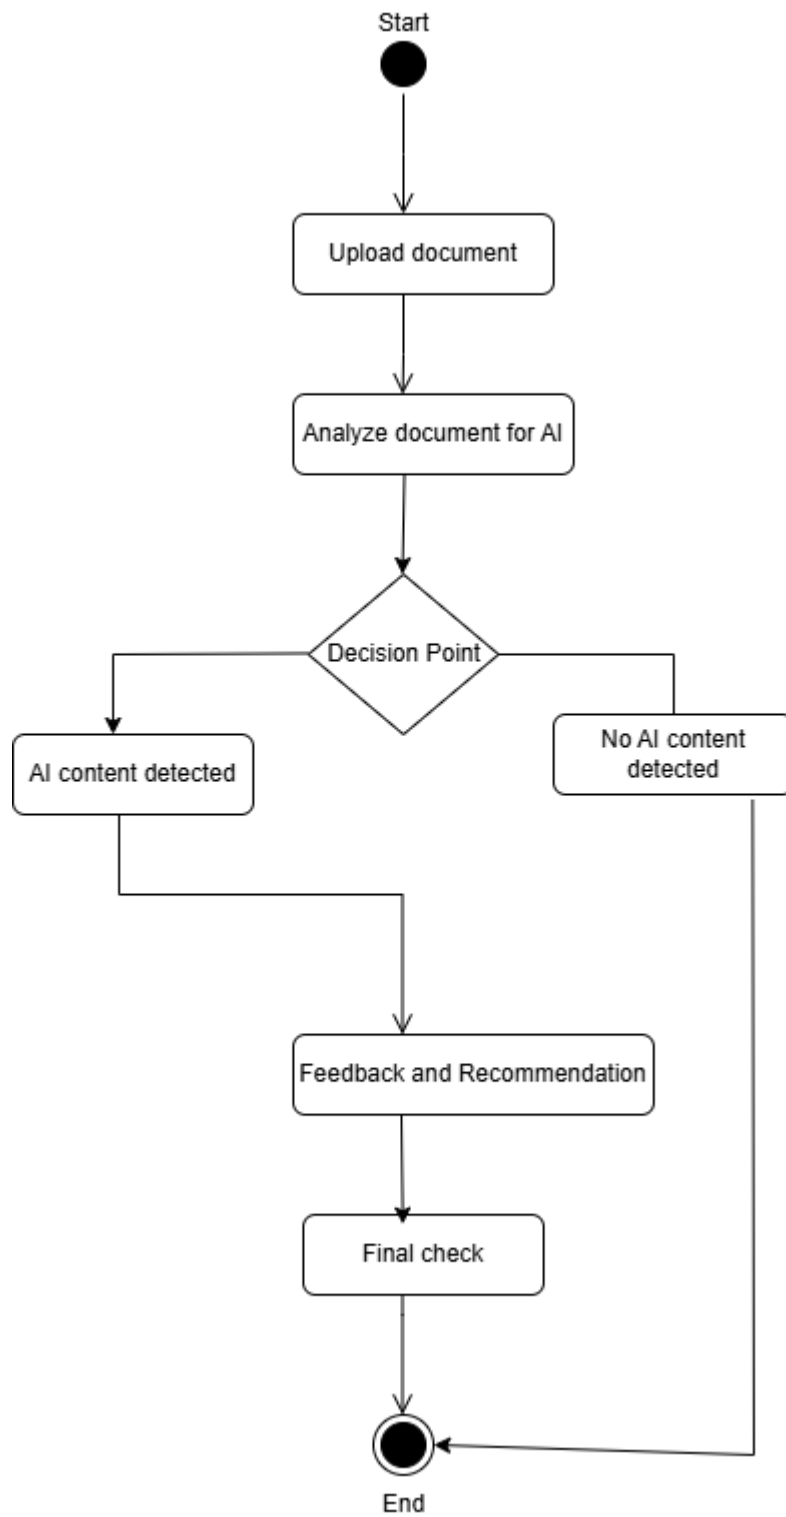 Start
Upload document
Analyze document for AI
Decision Point
AI content detected
No AI content
detected
Feedback and Recommendation
Final check
End